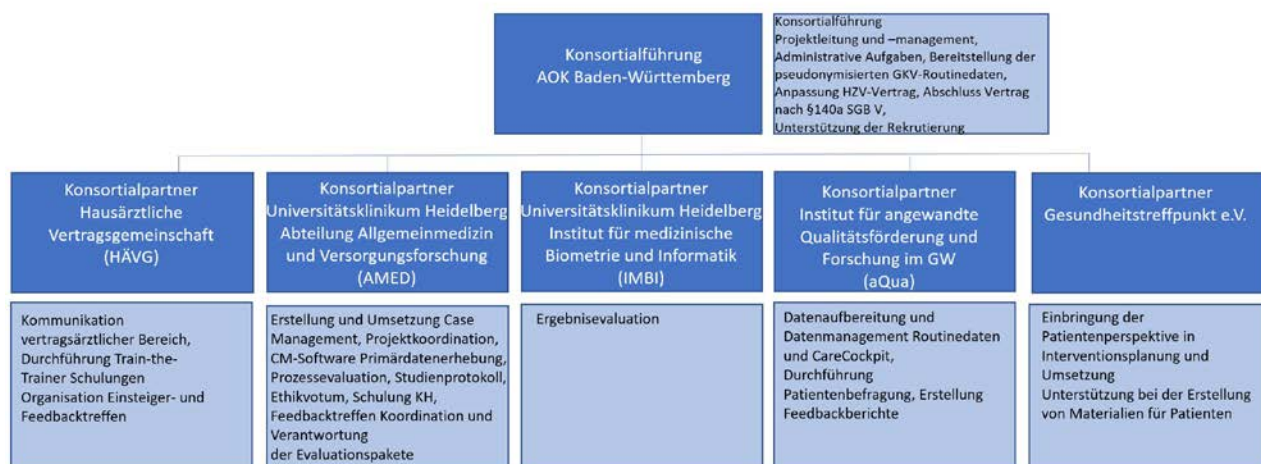 Konsortialführung
AOK Baden-Württemberg
Konsortialführung
Projektleitung und –management,
Administrative Aufgaben, Bereitstellung der
pseudonymisierten GKV-Routinedaten,
Anpassung HZV-Vertrag, Abschluss Vertrag
nach §140a SGB V,
Unterstützung der Rekrutierung
Konsortialpartner
Hausärztliche
Vertragsgemeinschaft
(HÄVG)
Konsortialpartner
Universitätsklinikum Heidelberg
Abteilung Allgemeinmedizin
und Versorgungsforschung
(AMED)
Konsortialpartner
Universitätsklinikum Heidelberg
Institut für medizinische
Biometrie und Informatik
(IMBI)
Konsortialpartner
Institut für angewandte
Qualitätsförderung und
Forschung im GW
(aQua)
Konsortialpartner
Gesundheitstreffpunkt e.V.
Kommunikation
vertragsärztlicher Bereich,
Durchführung Train-the-
Trainer Schulungen
Organisation Einsteiger- und
Feedbacktreffen
Erstellung und Umsetzung Case
Management, Projektkoordination,
CM-Software Primärdatenerhebung,
Prozessevaluation, Studienprotokoll,
Ethikvotum, Schulung KH,
Feedbacktreffen Koordination und
Verantwortung
der Evaluationspakete
Ergebnisevaluation
Datenaufbereitung und
Datenmanagement Routinedaten
und CareCockpit,
Durchführung
Patientenbefragung, Erstellung
Feedbackberichte
Einbringung der
Patientenperspektive in
Interventionsplanung und
Umsetzung
Unterstützung bei der Erstellung
von Materialien für Patienten